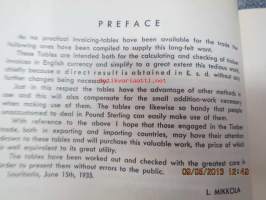 PREFACE
As no practical invoicing-tables have been available for the trade the
following ones have been compiled to supply this long-felt want.
These Tables are intended both for the calculating and checking of timber
invoices in English currency and simplify to a great extent this tedious work,
chiefly because a direct result is obtained in £. s. d. without any
further changes being necessary.
Just in this respect the tables have the advantage of other methods in
use and this will also compensate for the small addition-work necessary
when making use of them. The tables are likewise so handy that people
unaccustomed to deal in Pound Sterling can easily make use of them.
With reference to the above I hope that those engaged in the Timber
trade, both in exporting and importing countries, may have their attention
drawn to these tables and will purchase this valuable work, the price of which
is well equivalent to its great utility.
The tables have been worked out and checked with the greatest care in
order to present them without errors to the public.
Sauritsala, June 15th, 1935.
L. MIKKOLA
09/05/2013 12:49